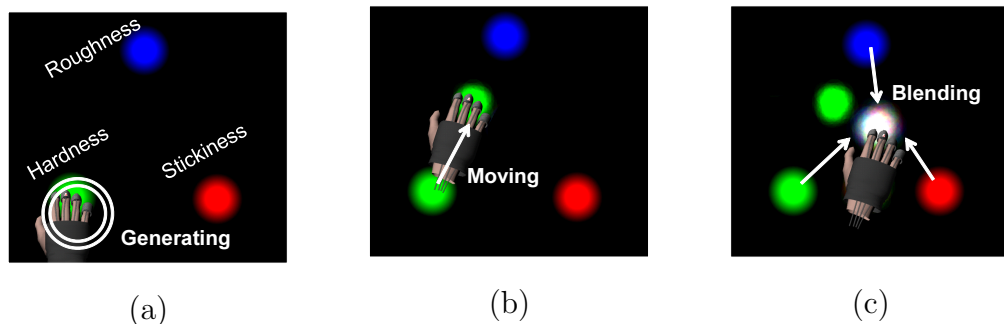 Roughness
Hardness
Stickiness
Generating
(a)
Moving
(b)
Blending
(c)